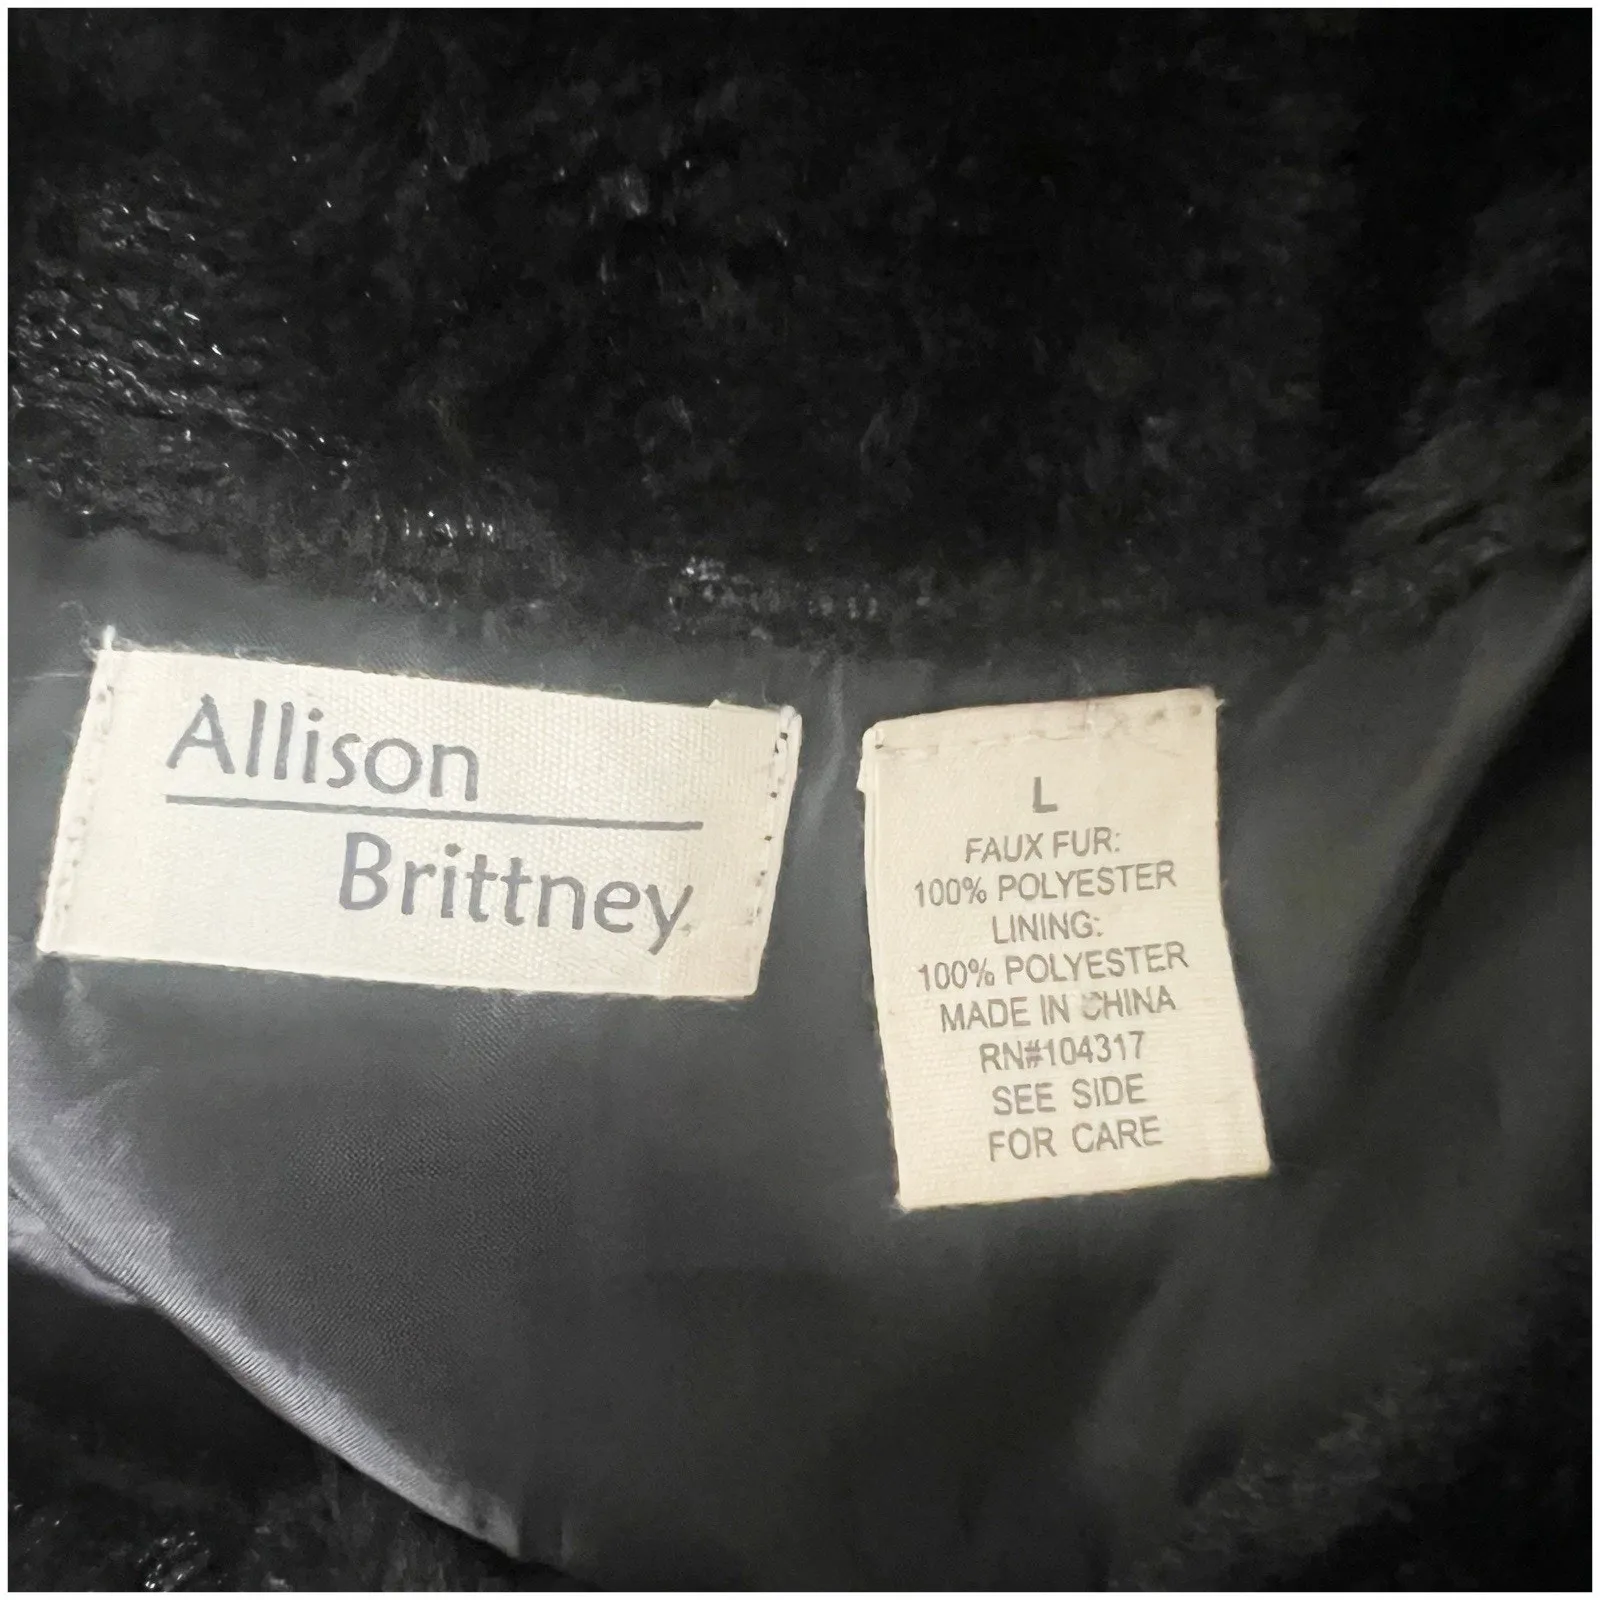 Allison
Brittney
L
FAUX FUR:
100% POLYESTER
LINING:
100% POLYESTER
MADE IN CHINA
RN#104317
SEE SIDE
FOR CARE